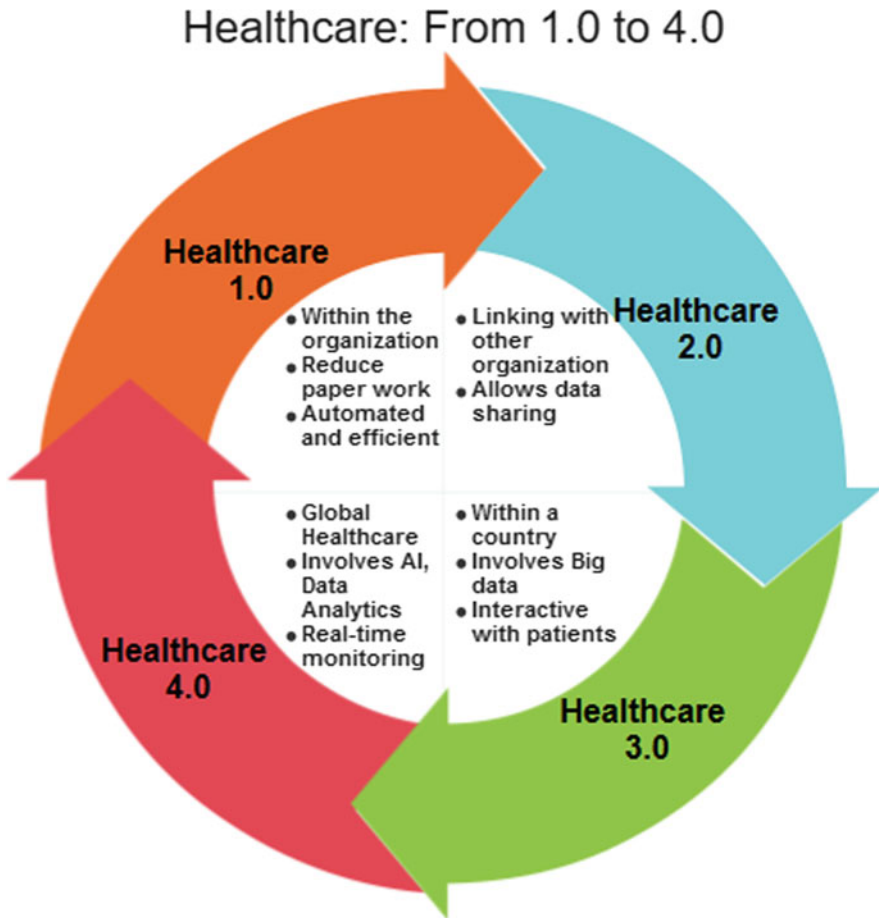 Healthcare: From 1.0 to 4.0
Healthcare
1.0
• Within the
organization
• Reduce
paper work
• Automated
and efficient
Healthcare
2.0
• Linking with
other
organization
• Allows data
sharing
• Within a
country
• Involves Big
data
• Interactive
with patients
Healthcare
3.0
• Global
Healthcare
• Involves AI,
Data
Analytics
• Real-time
monitoring
Healthcare
4.0